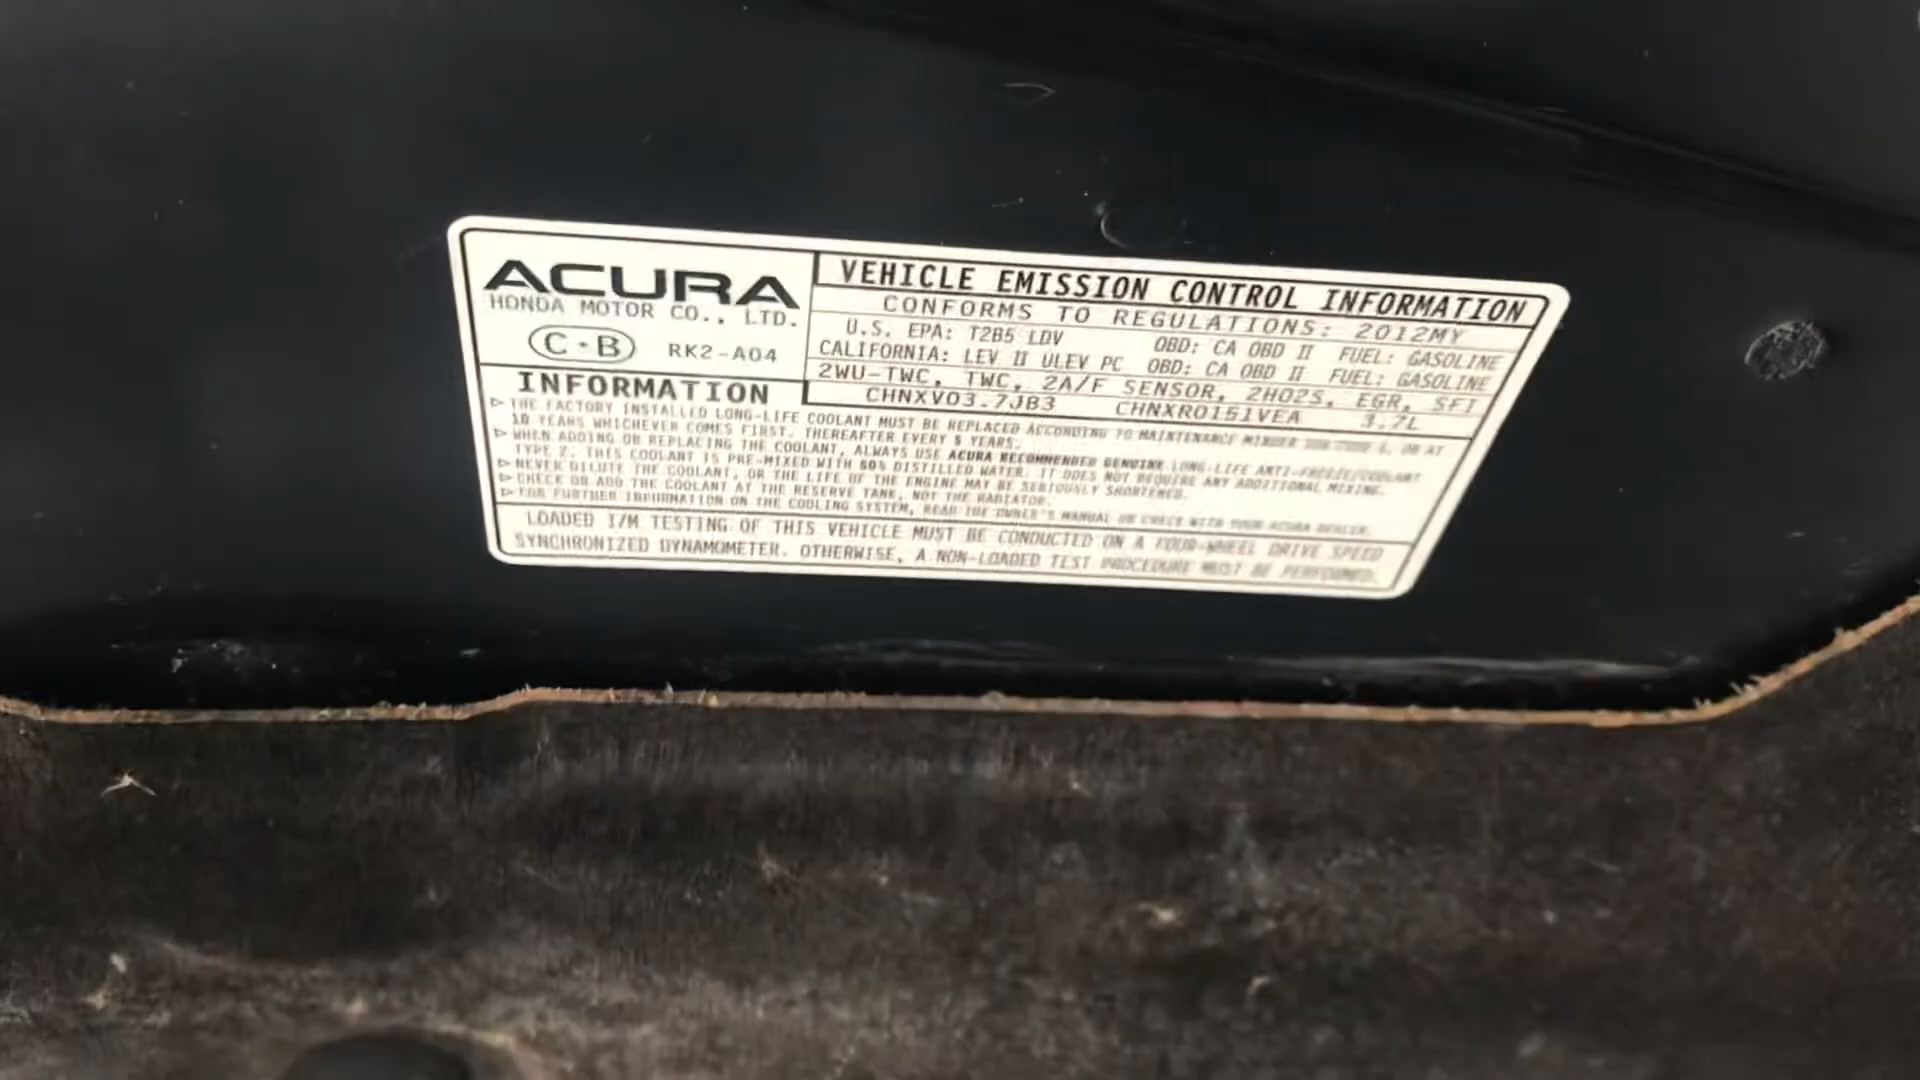 ACURA
HONDA MOTOR CO., LTD.
C·B RK2-A04
VEHICLE EMISSION CONTROL INFORMATION
CONFORMS TO REGULATIONS: 2012MY
U.S. EPA: T2B5 LDV OBD: CA OBD II FUEL: GASOLINE
CALIFORNIA: LEV II ULEV PC OBD: CA OBD II FUEL: GASOLINE
2WU-TWC, TWC, 2A/F SENSOR, 2HO2S, EGR, SFI
CHNXV03.7JB3 CHNXR0151VEA 3.7L
INFORMATION
▷ THE FACTORY INSTALLED LONG-LIFE COOLANT MUST BE REPLACED ACCORDING TO MAINTENANCE MINDER OR AT
10 YEARS WHICHEVER COMES FIRST. THEREAFTER EVERY 5 YEARS.
▷ WHEN ADDING OR REPLACING THE COOLANT, ALWAYS USE ACURA RECOMMENDED GENUINE LONG-LIFE ANTI-FREEZE/COOLANT
TYPE 2. THIS COOLANT IS PRE-MIXED WITH 50% DISTILLED WATER. IT DOES NOT REQUIRE ANY ADDITIONAL MIXING.
▷ NEVER DILUTE THE COOLANT, OR THE LIFE OF THE ENGINE MAY BE SERIOUSLY SHORTENED.
▷ CHECK OR ADD THE COOLANT AT THE RESERVE TANK, NOT THE RADIATOR.
▷ FOR FURTHER INFORMATION ON THE COOLING SYSTEM, READ THE OWNER'S MANUAL OR CHECK WITH YOUR ACURA DEALER.
LOADED I/M TESTING OF THIS VEHICLE MUST BE CONDUCTED ON A FOUR-WHEEL DRIVE SPEED
SYNCHRONIZED DYNAMOMETER. OTHERWISE, A NON-LOADED TEST PROCEDURE MUST BE PERFORMED.